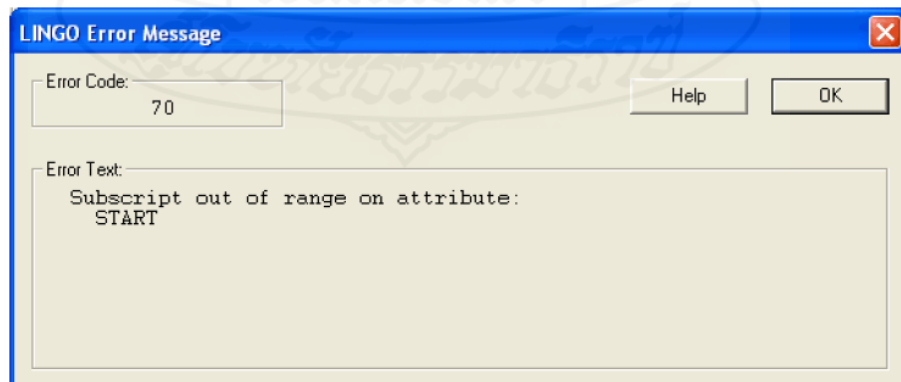 LINGO Error Message
Error Code:
70
Help
OK
Error Text:
Subscript out of range on attribute:
START